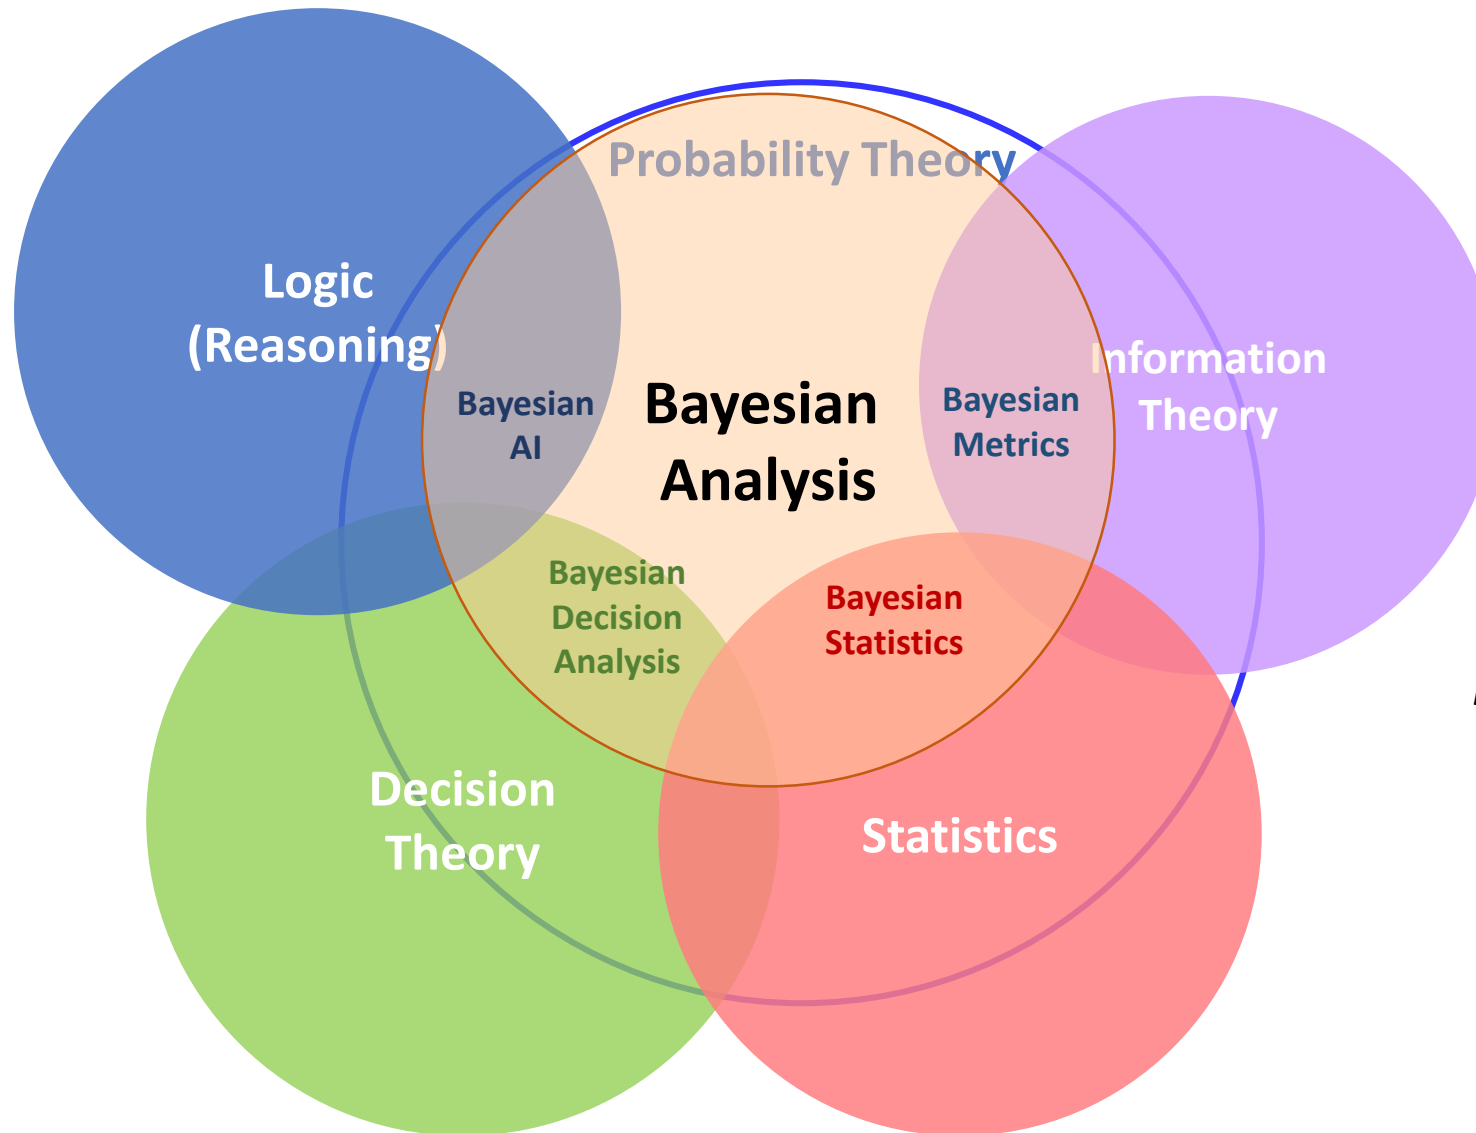 Probability Theory
Logic
(Reasoning)
Information
Theory
Bayesian
AI
Bayesian
Analysis
Bayesian
Metrics
Bayesian
Decision
Analysis
Bayesian
Statistics
Decision
Theory
Statistics